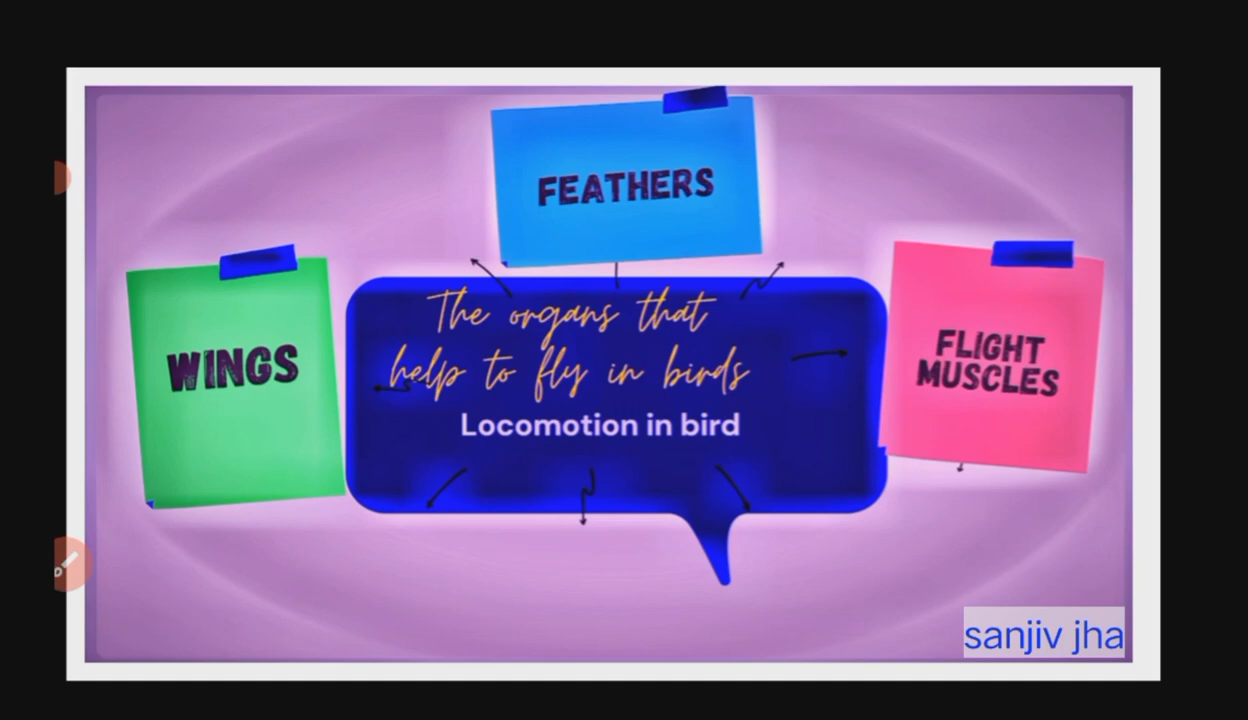 FEATHERS
WINGS
The organs that
help to fly in birds
Locomotion in bird
FLIGHT
MUSCLES
sanjiv jha